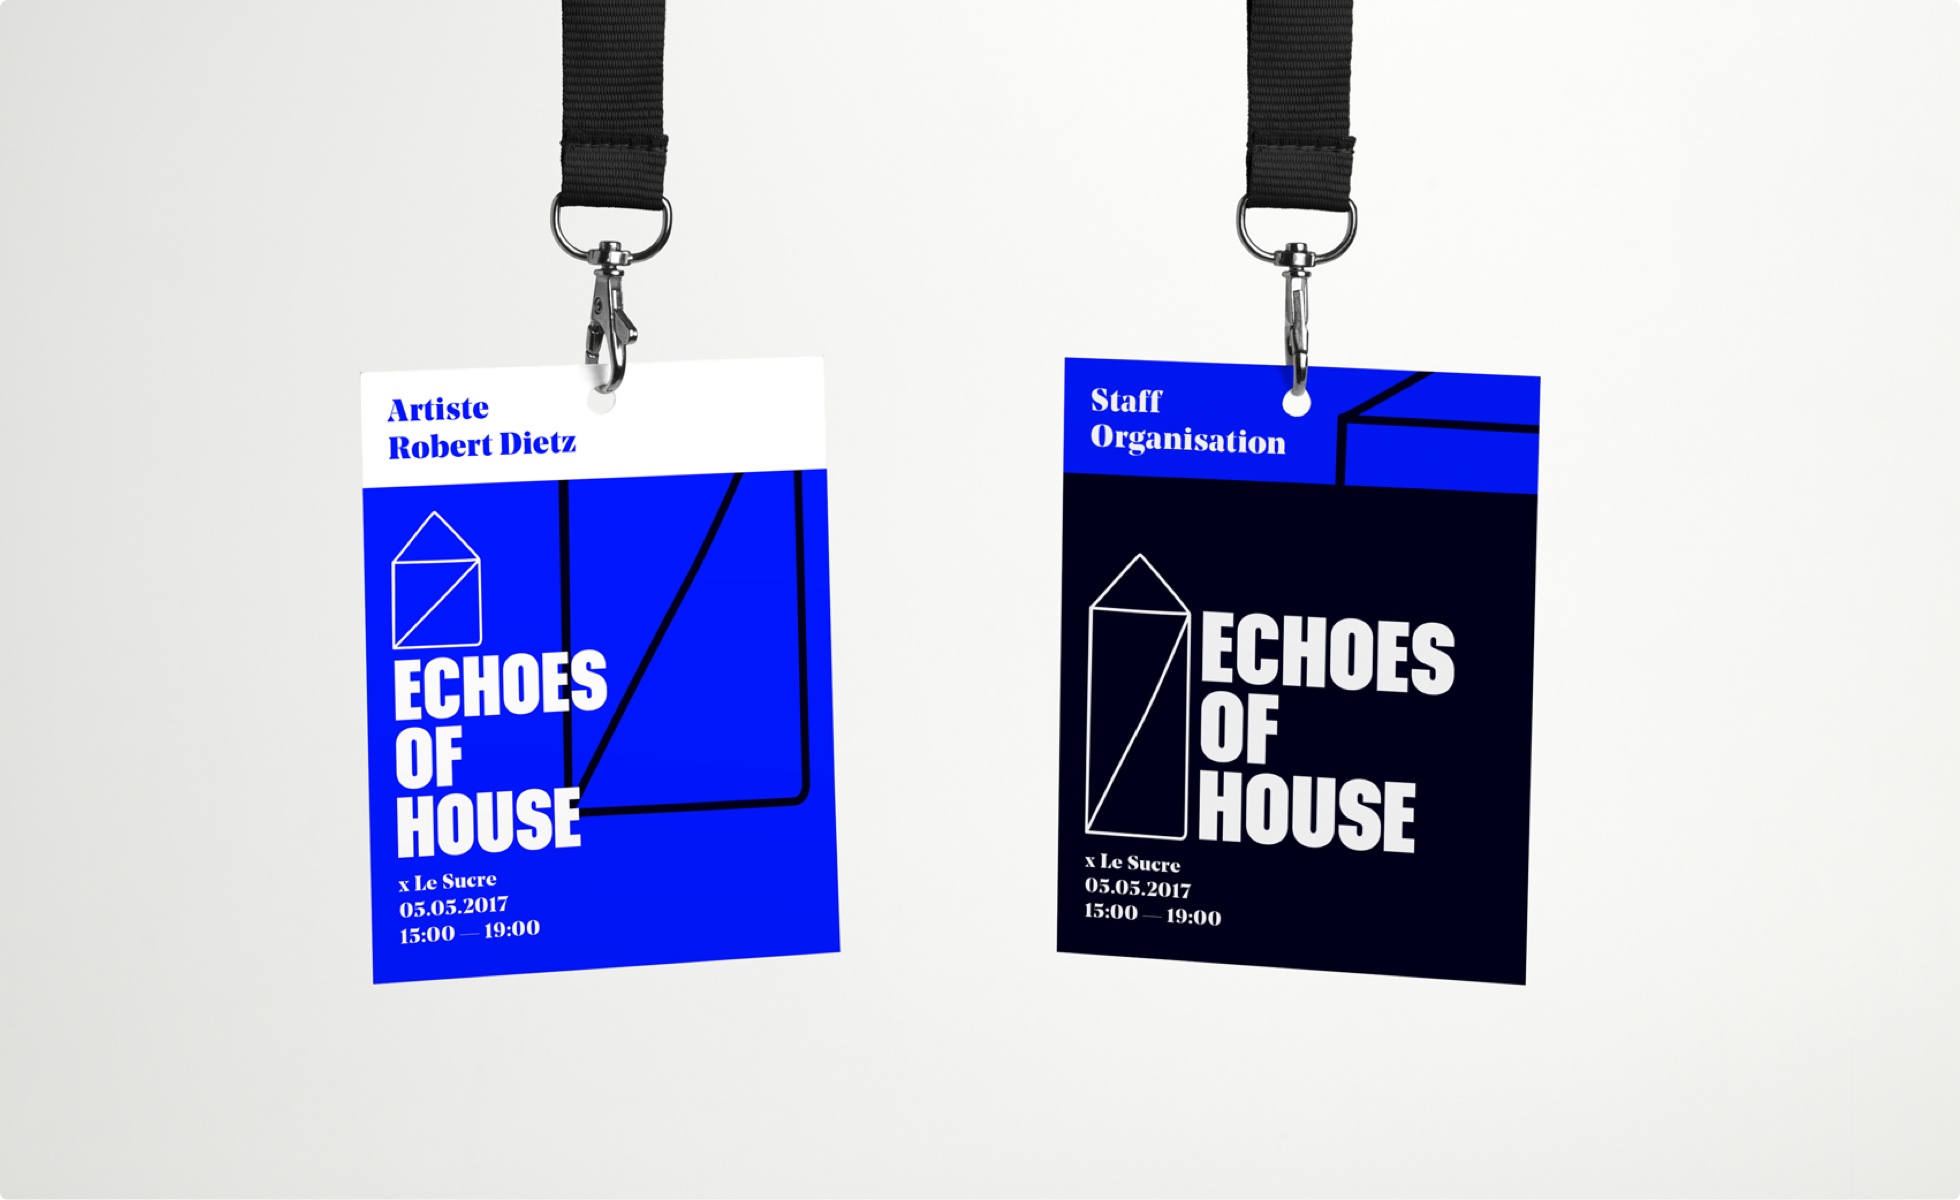 Artiste
Robert Dietz
ECHOES
OF
HOUSE
x Le Sucre
05.05.2017
15:00 — 19:00
Staff
Organisation
ECHOES
OF
HOUSE
x Le Sucre
05.05.2017
15:00 — 19:00